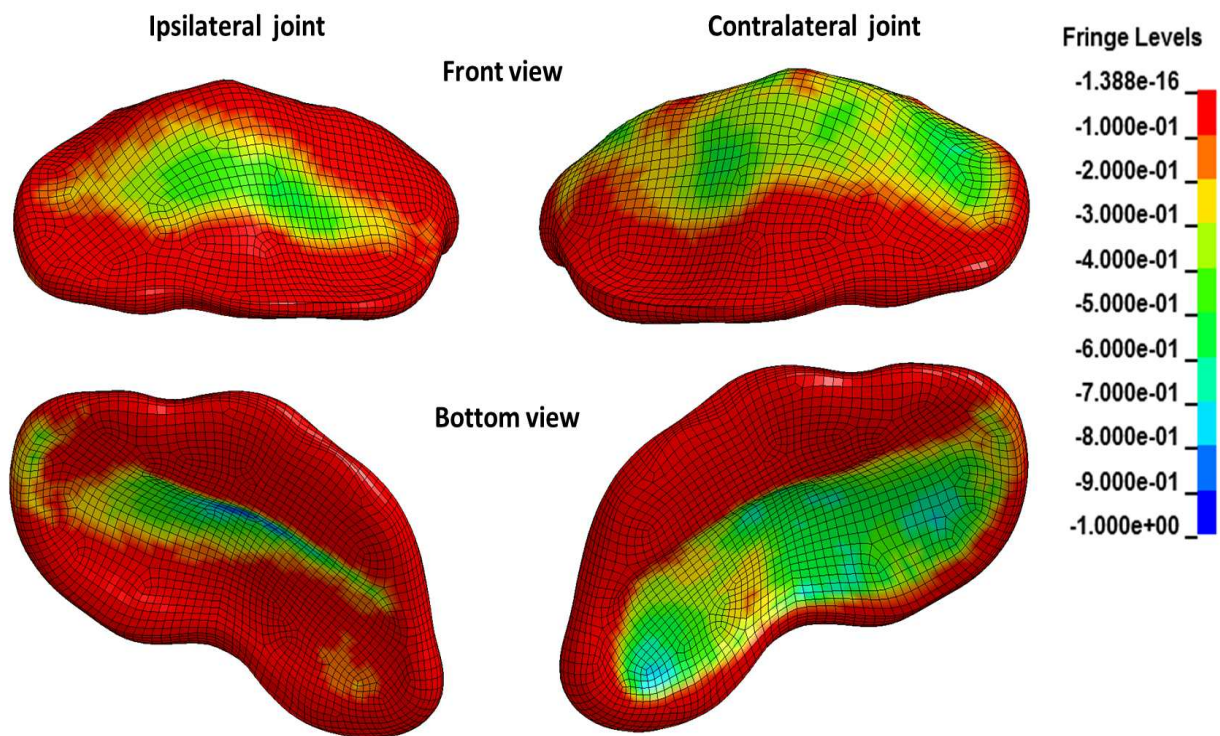 Ipsilateral joint
Contralateral joint
Front view
Bottom view
Fringe Levels
-1.388e-16
-1.000e-01
-2.000e-01
-3.000e-01
-4.000e-01
-5.000e-01
-6.000e-01
-7.000e-01
-8.000e-01
-9.000e-01
-1.000e+00